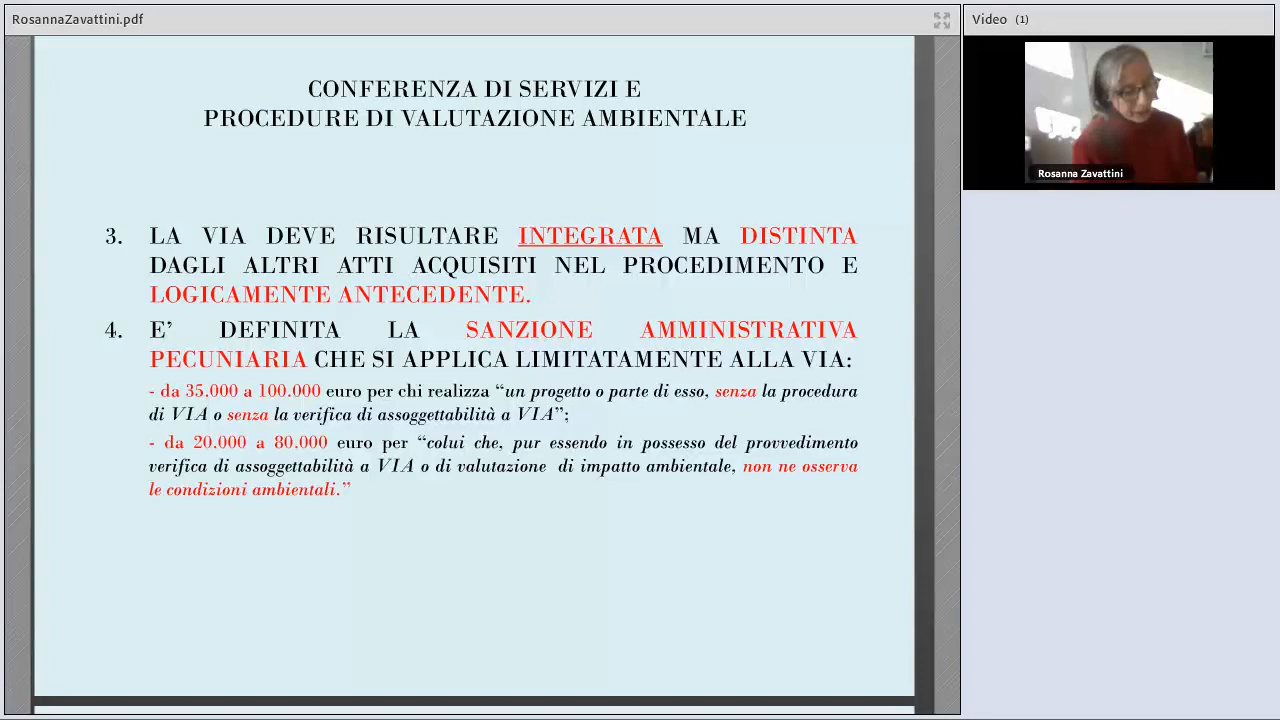 RosannaZavattini.pdf
Video (1)
Rosanna Zavattini
CONFERENZA DI SERVIZI E
PROCEDURE DI VALUTAZIONE AMBIENTALE
3. LA VIA DEVE RISULTARE INTEGRATA MA DISTINTA
DAGLI ALTRI ATTI ACQUISITI NEL PROCEDIMENTO E
LOGICAMENTE ANTECEDENTE.
4. E’ DEFINITA LA SANZIONE AMMINISTRATIVA
PECUNIARIA CHE SI APPLICA LIMITATAMENTE ALLA VIA:
- da 35.000 a 100.000 euro per chi realizza “un progetto o parte di esso, senza la procedura
di VIA o senza la verifica di assoggettabilità a VIA”;
- da 20.000 a 80.000 euro per “colui che, pur essendo in possesso del provvedimento
verifica di assoggettabilità a VIA o di valutazione di impatto ambientale, non ne osserva
le condizioni ambientali.”